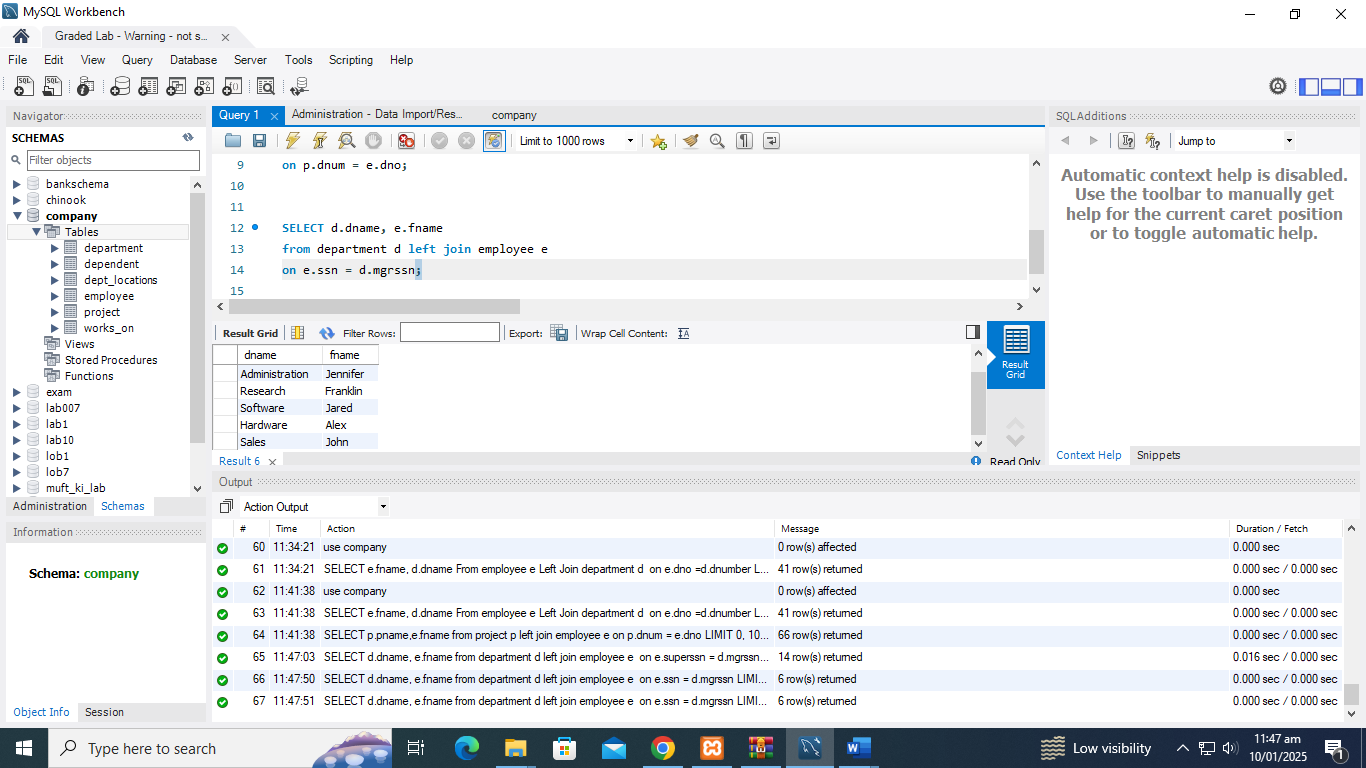 MySQL Workbench
Graded Lab - Warning - not s...
File Edit View Query Database Server Tools Scripting Help
Navigator
SCHEMAS
Filter objects
bankschema
chinook
company
Tables
department
dependent
dept_locations
employee
project
works_on
Views
Stored Procedures
Functions
exam
lab007
lab1
lab10
lob1
lob7
muft_ki_lab
Administration Schemas
Information
Schema: company
Object Info Session
Query 1 Administration - Data Import/Res... company
Limit to 1000 rows
9 on p.dnum = e.dno;
10
11
12 SELECT d.dname, e.fname
13 from department d left join employee e
14 on e.ssn = d.mgrssn;
15
Result Grid Filter Rows: Export: Wrap Cell Content:
dname fname
Administration Jennifer
Research Franklin
Software Jared
Hardware Alex
Sales John
Result Grid
Result 6 Read Only
SQLAdditions
Jump to
Automatic context help is disabled.
Use the toolbar to manually get
help for the current caret position
or to toggle automatic help.
Context Help Snippets
Output
Action Output
# Time Action Message Duration / Fetch
60 11:34:21 use company 0 row(s) affected 0.000 sec
61 11:34:21 SELECT e.fname, d.dname From employee e Left Join department d on e.dno =d.dnumber L... 41 row(s) returned 0.000 sec / 0.000 sec
62 11:41:38 use company 0 row(s) affected 0.000 sec
63 11:41:38 SELECT e.fname, d.dname From employee e Left Join department d on e.dno =d.dnumber L... 41 row(s) returned 0.000 sec / 0.000 sec
64 11:41:38 SELECT p.pname,e.fname from project p left join employee e on p.dnum = e.dno LIMIT 0, 10... 66 row(s) returned 0.000 sec / 0.000 sec
65 11:47:03 SELECT d.dname, e.fname from department d left join employee e on e.superssn = d.mgrssn... 14 row(s) returned 0.016 sec / 0.000 sec
66 11:47:50 SELECT d.dname, e.fname from department d left join employee e on e.ssn = d.mgrssn LIMI... 6 row(s) returned 0.000 sec / 0.000 sec
67 11:47:51 SELECT d.dname, e.fname from department d left join employee e on e.ssn = d.mgrssn LIMI... 6 row(s) returned 0.000 sec / 0.000 sec
Type here to search
Low visibility
11:47 am
10/01/2025
1